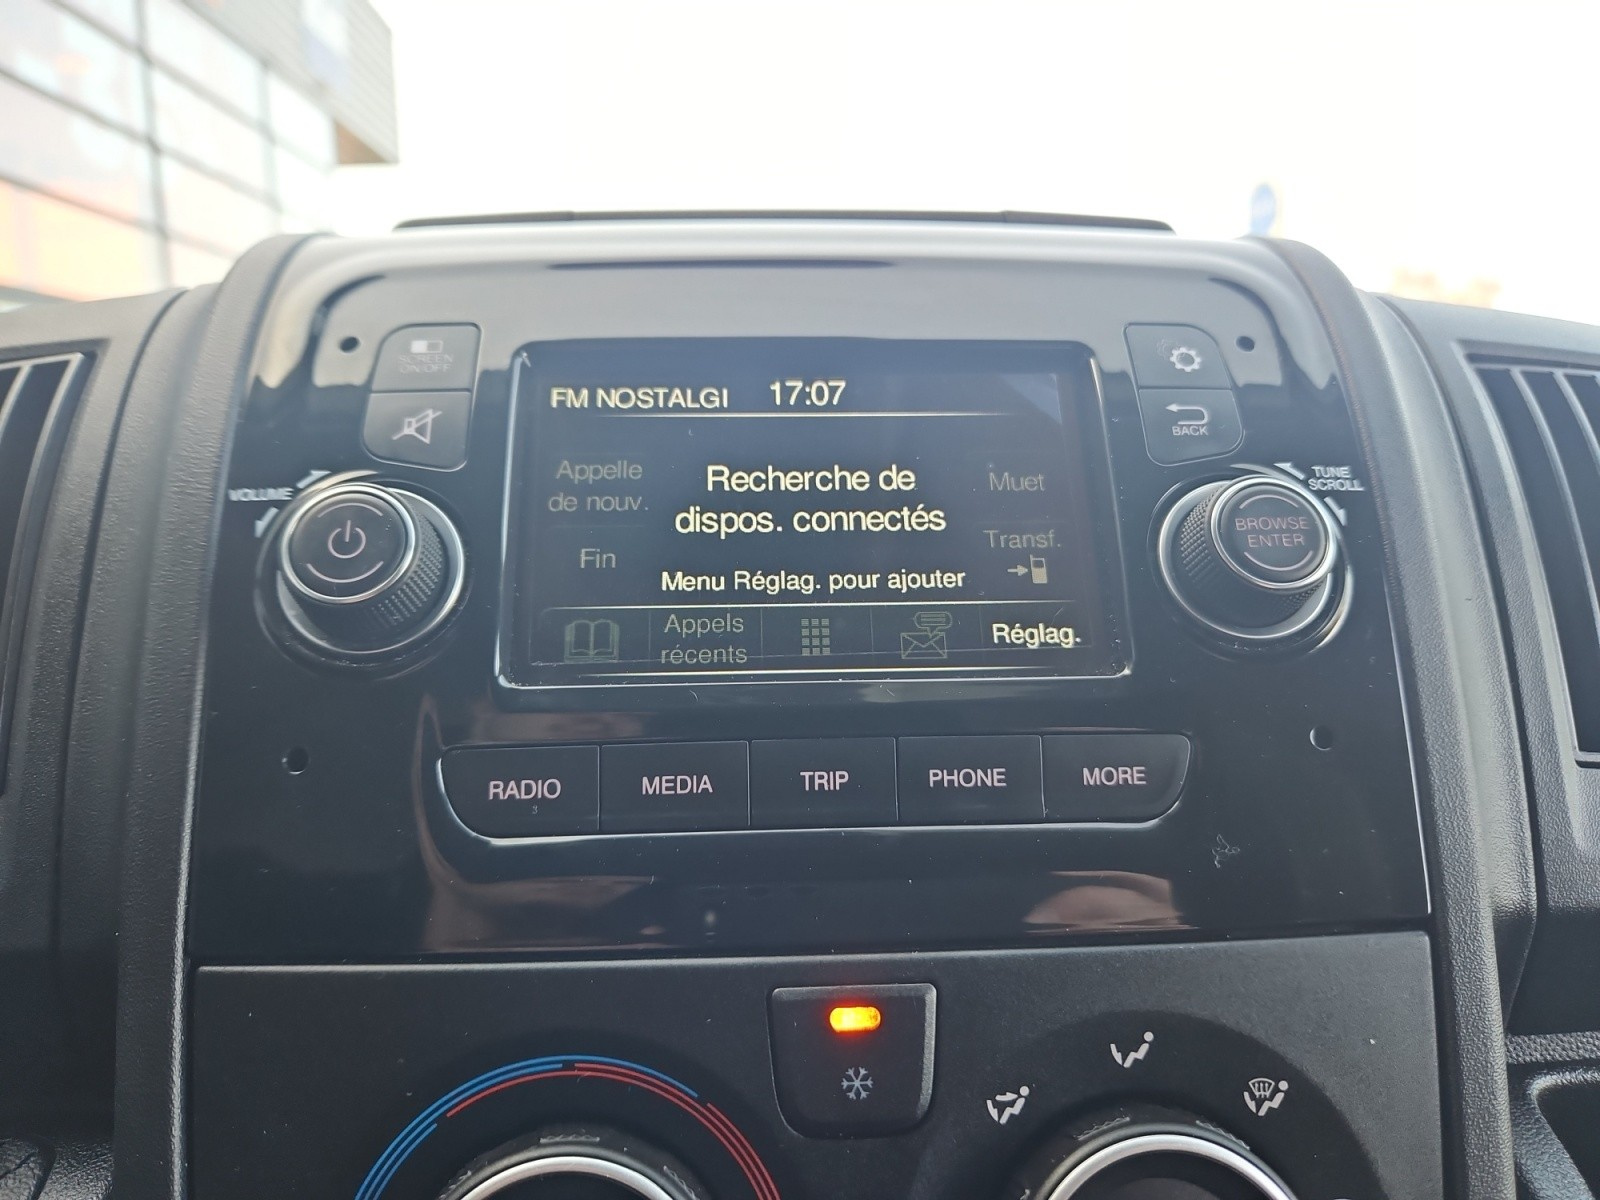 SCREEN
ON/OFF
VOLUME
FM NOSTALGI 17:07
Appelle
de nouv.
Fin
Recherche de
dispos. connectés
Menu Réglag. pour ajouter
Muet
Transf.
Appels
récents
Réglag.
BACK
TUNE
SCROLL
BROWSE
ENTER
RADIO
3
MEDIA
TRIP
PHONE
MORE